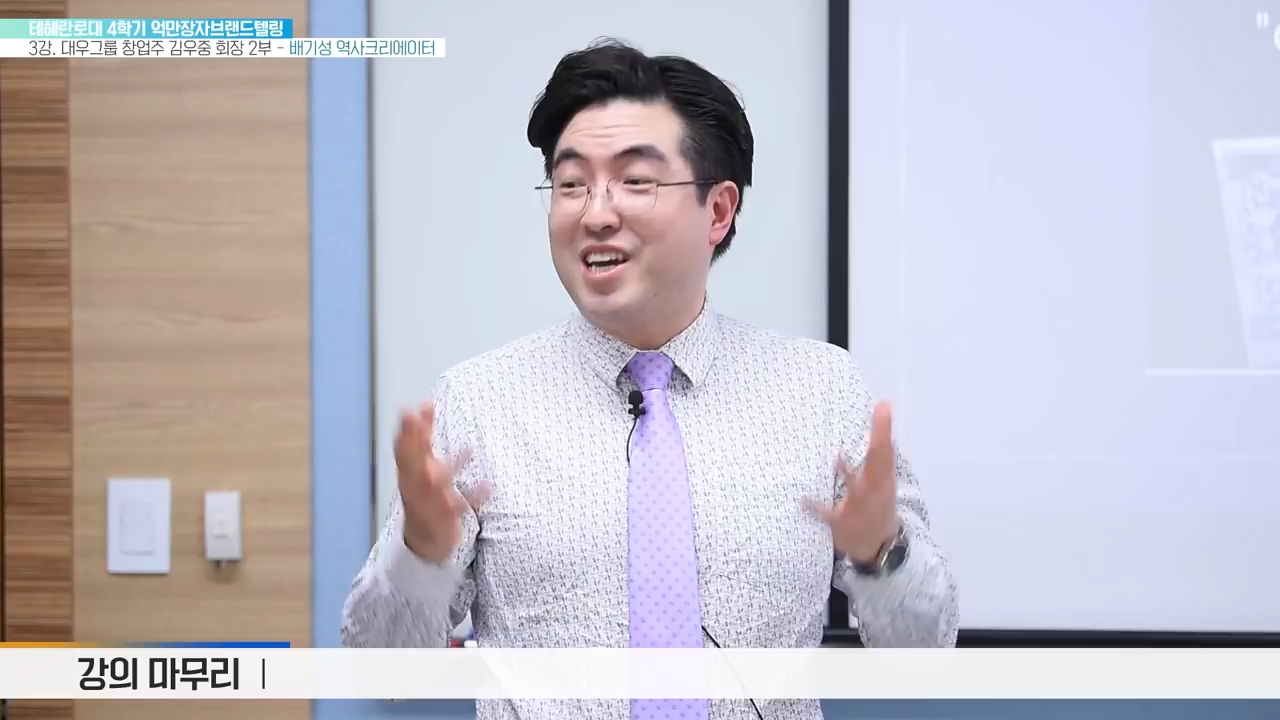 테헤란로대 4학기 억만장자브랜드텔링
3강. 대우그룹 창업주 김우중 회장 2부 - 배기성 역사크리에이터
강의 마무리